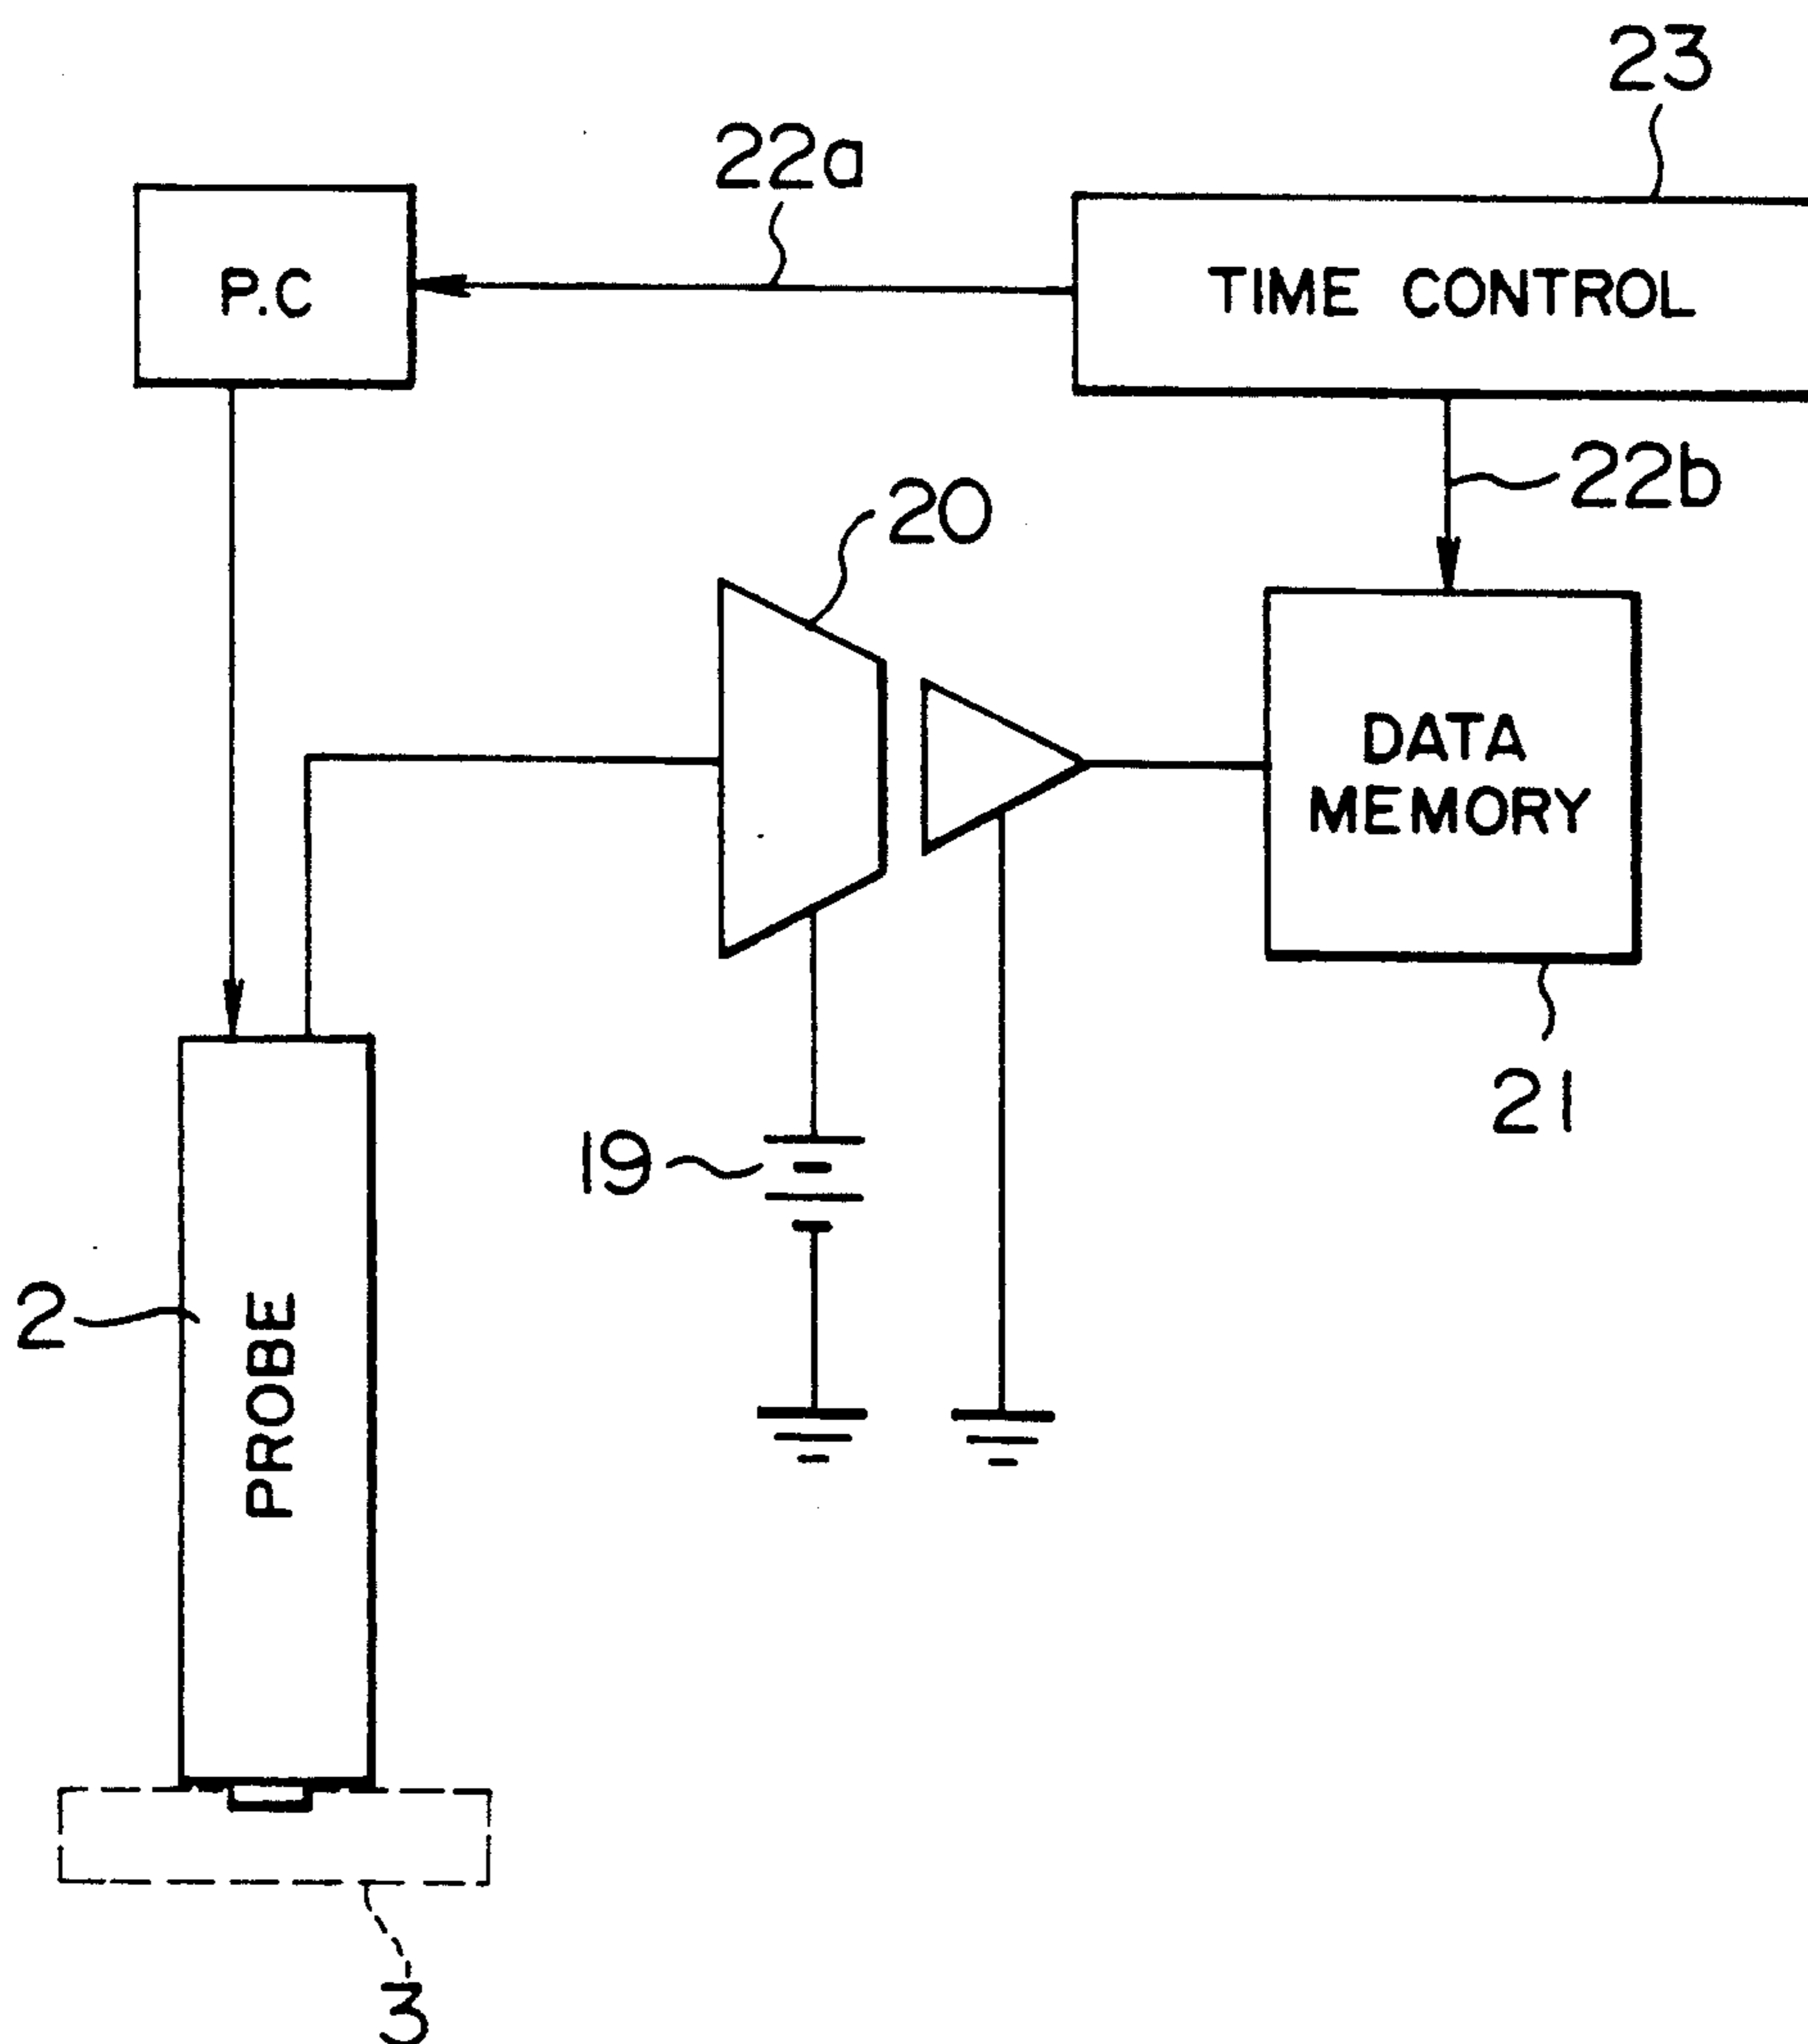 23
22a
P.C
TIME CONTROL
22b
20
DATA
MEMORY
21
19
2
PROBE
3